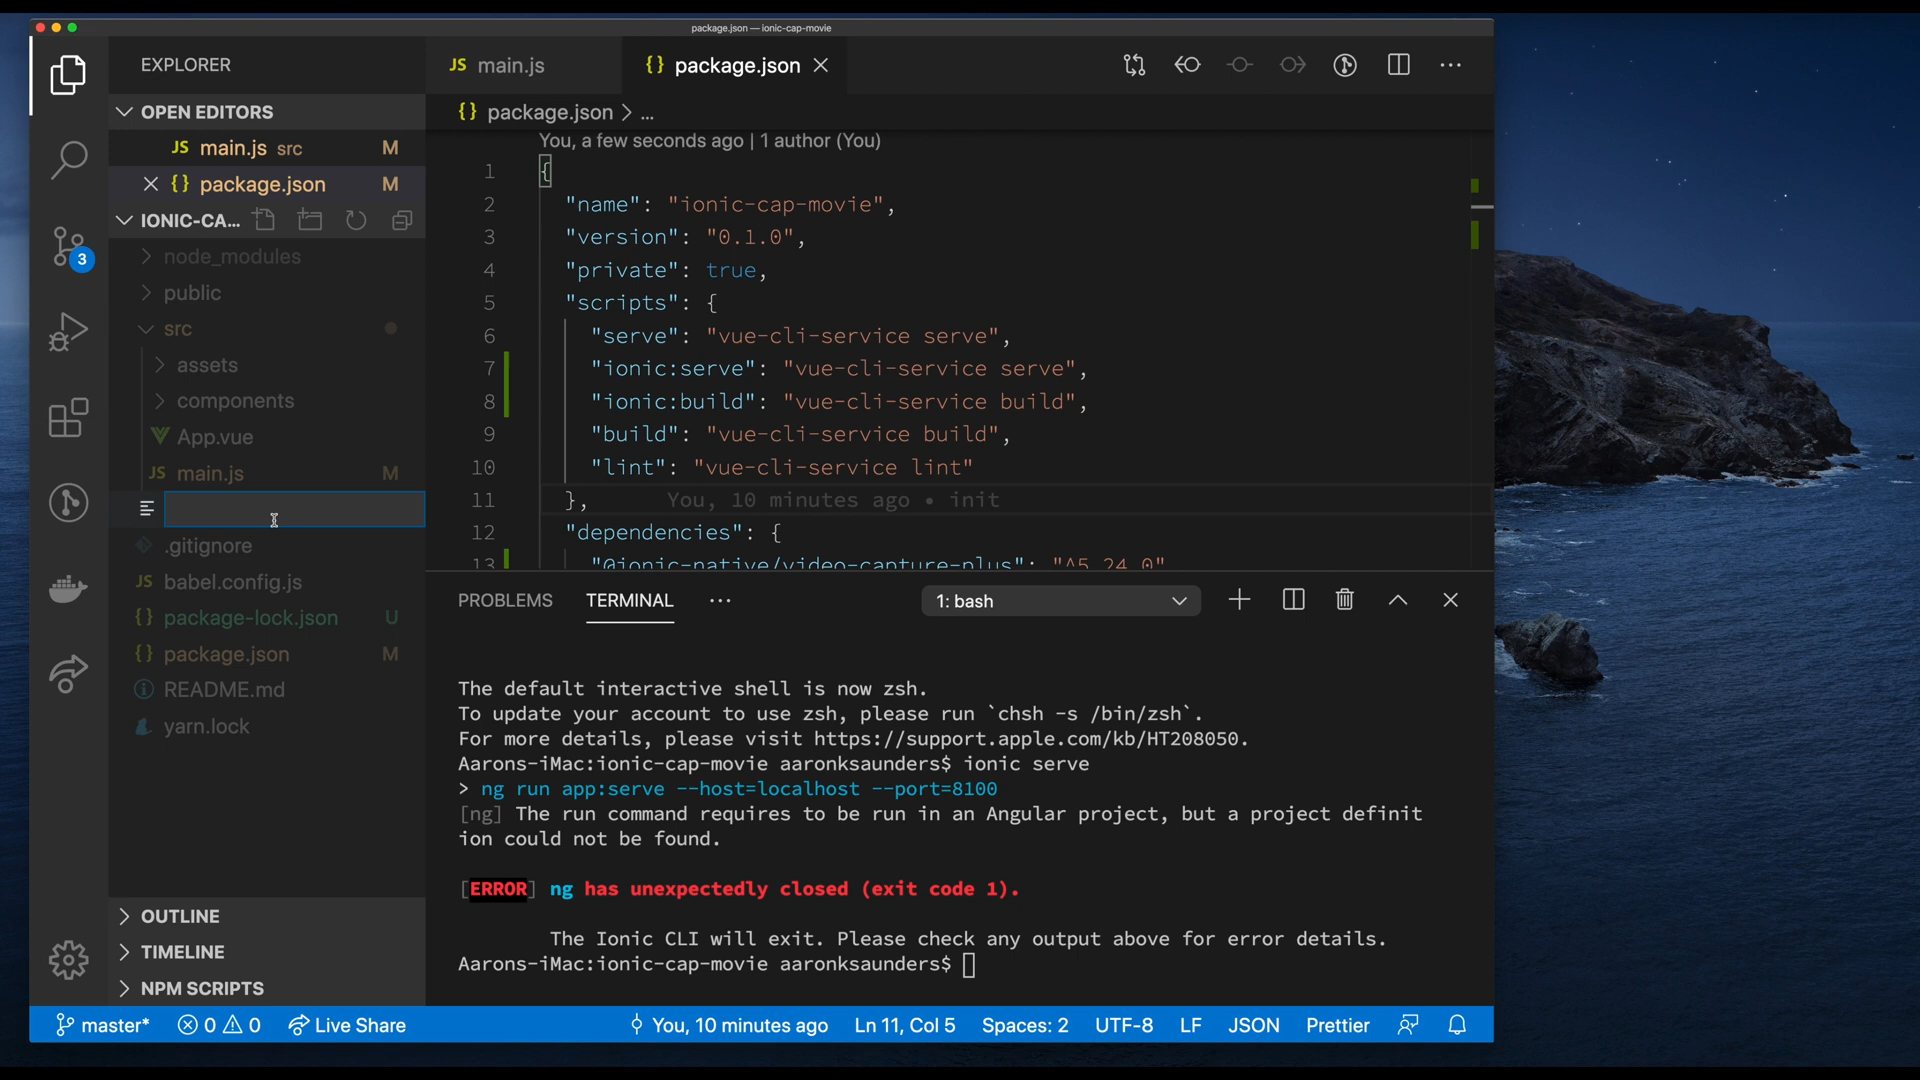 package.json — ionic-cap-movie
EXPLORER
OPEN EDITORS
JS main.js src M
{} package.json M
IONIC-CA...
node_modules
public
src
assets
components
App.vue
JS main.js M
.gitignore
JS babel.config.js
{} package-lock.json U
{} package.json M
README.md
yarn.lock
OUTLINE
TIMELINE
NPM SCRIPTS
3
JS main.js
{} package.json
{} package.json > ...
You, a few seconds ago | 1 author (You)
1 {
2 "name": "ionic-cap-movie",
3 "version": "0.1.0",
4 "private": true,
5 "scripts": {
6 "serve": "vue-cli-service serve",
7 "ionic:serve": "vue-cli-service serve",
8 "ionic:build": "vue-cli-service build",
9 "build": "vue-cli-service build",
10 "lint": "vue-cli-service lint"
11 }, You, 10 minutes ago • init
12 "dependencies": {
13 "@ionic-native/video-capture-plus": "^5.24.0"
PROBLEMS
TERMINAL
...
1: bash
The default interactive shell is now zsh.
To update your account to use zsh, please run `chsh -s /bin/zsh`.
For more details, please visit https://support.apple.com/kb/HT208050.
Aarons-iMac:ionic-cap-movie aaronksaunders$ ionic serve
> ng run app:serve --host=localhost --port=8100
[ng] The run command requires to be run in an Angular project, but a project definit
ion could not be found.
[ERROR] ng has unexpectedly closed (exit code 1).
The Ionic CLI will exit. Please check any output above for error details.
Aarons-iMac:ionic-cap-movie aaronksaunders$
master* 0 0 Live Share You, 10 minutes ago Ln 11, Col 5 Spaces: 2 UTF-8 LF JSON Prettier